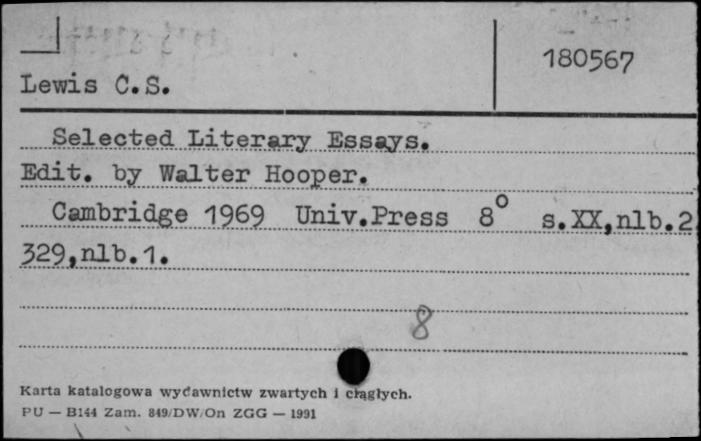 180567
Lewis C.S.
Selected Literary Essays.
Edit. by Walter Hooper.
Cambridge 1969 Univ.Press 8° s.XX,nlb.2
329,nlb.1.
8
Karta katalogowa wydawnictw zwartych i ciągłych.
PU — B144 Zam. 849/DW/On ZGG — 1991